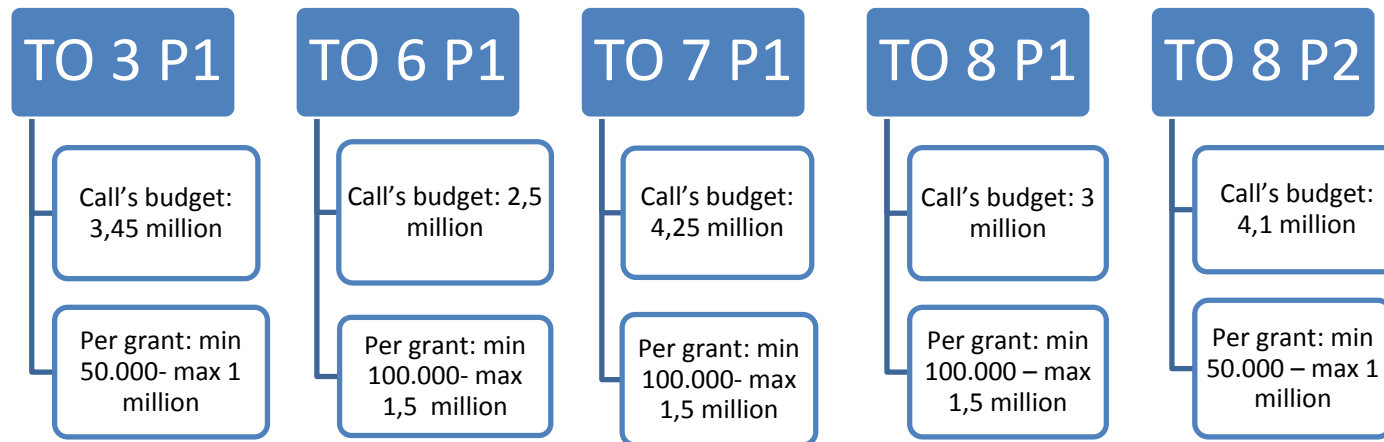 TO 3 P1
Call’s budget:
3,45 million
Per grant: min
50.000- max 1
million
TO 6 P1
Call’s budget: 2,5
million
Per grant: min
100.000- max
1,5  million
TO 7 P1
Call’s budget:
4,25 million
Per grant: min
100.000- max
1,5 million
TO 8 P1
Call’s budget: 3
million
Per grant: min
100.000 – max
1,5 million
TO 8 P2
Call’s budget:
4,1 million
Per grant: min
50.000 – max 1
million